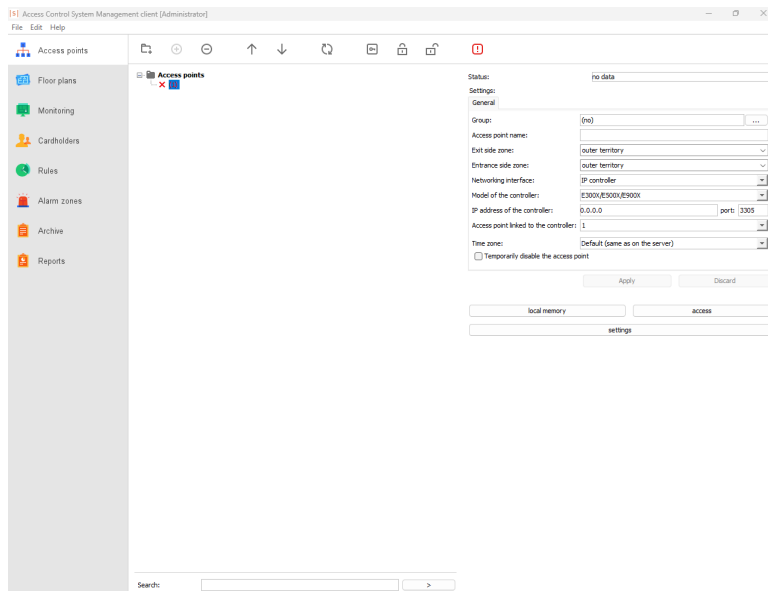 |S| Access Control System Management client [Administrator]
File Edit Help
Access points
Floor plans
Monitoring
Cardholders
Rules
Alarm zones
Archive
Reports
Access points
Search:
>
Status: no data
Settings:
General
Group: (no) ...
Access point name:
Exit side zone: outer territory
Entrance side zone: outer territory
Networking interface: IP controller
Model of the controller: E300X/E500X/E900X
IP address of the controller: 0.0.0.0 port: 3305
Access point linked to the controller: 1
Time zone: Default (same as on the server)
Temporarily disable the access point
Apply Discard
local memory access
settings